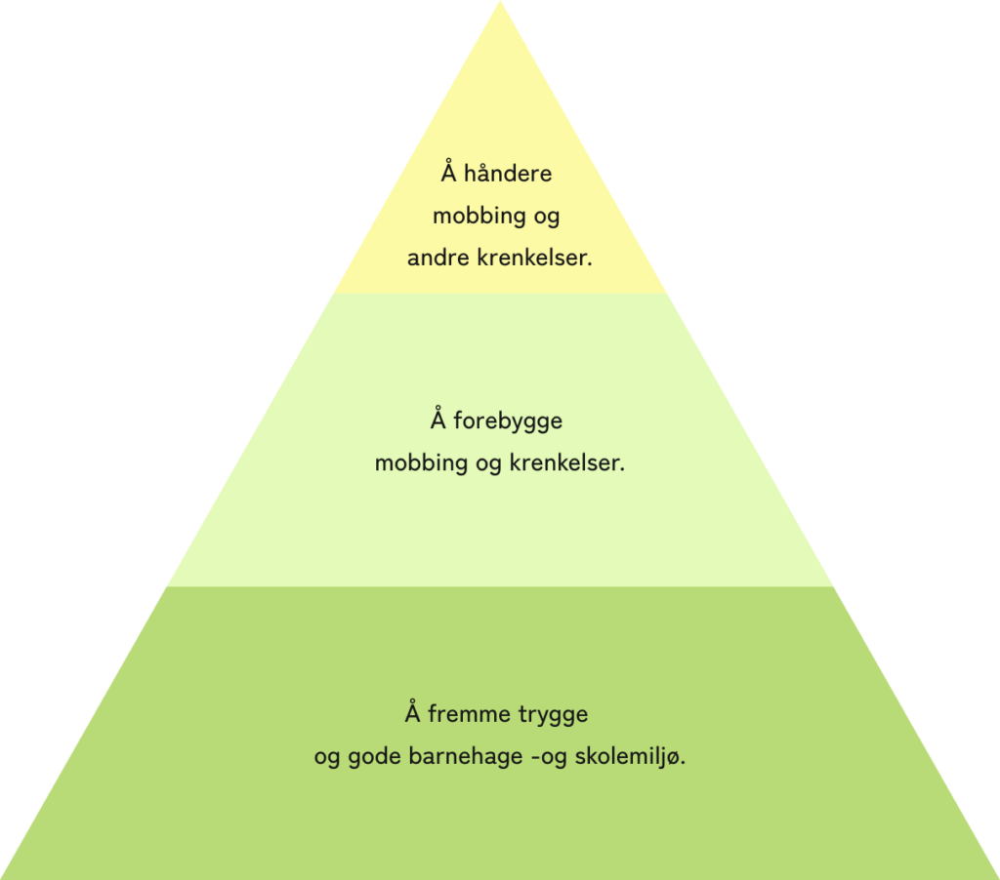 Å håndere
mobbing og
andre krenkelser.
Å forebygge
mobbing og krenkelser.
Å fremme trygge
og gode barnehage -og skolemiljø.